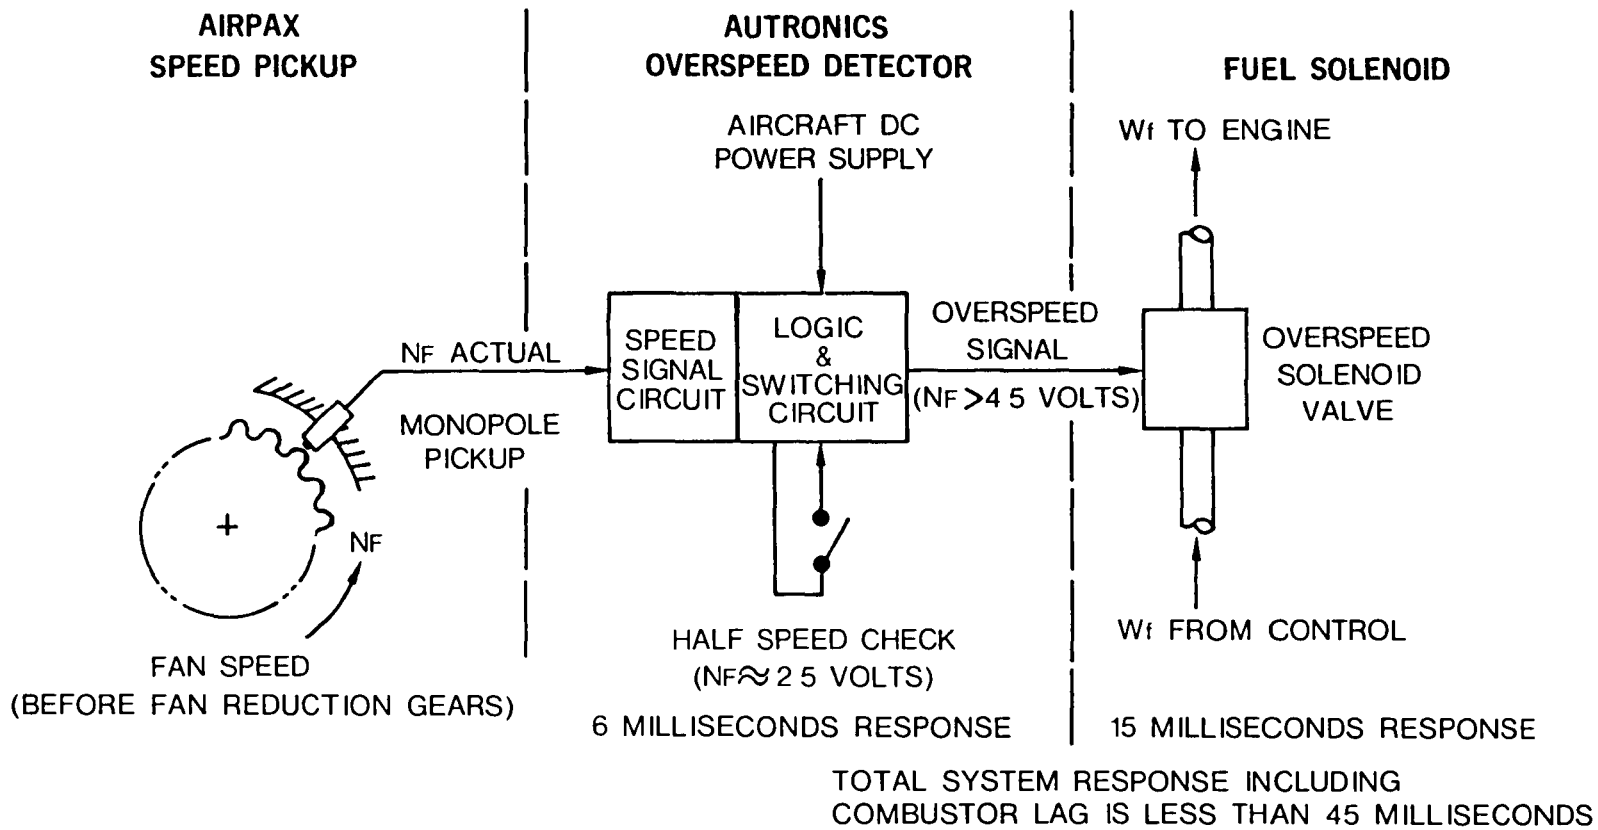 AIRPAX
SPEED PICKUP
AUTRONICS
OVERSPEED DETECTOR
FUEL SOLENOID
AIRCRAFT DC
POWER SUPPLY
Wf TO ENGINE
NF ACTUAL
MONOPOLE
PICKUP
SPEED
SIGNAL
CIRCUIT
LOGIC
&
SWITCHING
CIRCUIT
OVERSPEED
SIGNAL
(NF>4 5 VOLTS)
OVERSPEED
SOLENOID
VALVE
+
NF
FAN SPEED
(BEFORE FAN REDUCTION GEARS)
HALF SPEED CHECK
(NF≈2 5 VOLTS)
Wf FROM CONTROL
6 MILLISECONDS RESPONSE
15 MILLISECONDS RESPONSE
TOTAL SYSTEM RESPONSE INCLUDING
COMBUSTOR LAG IS LESS THAN 45 MILLISECONDS